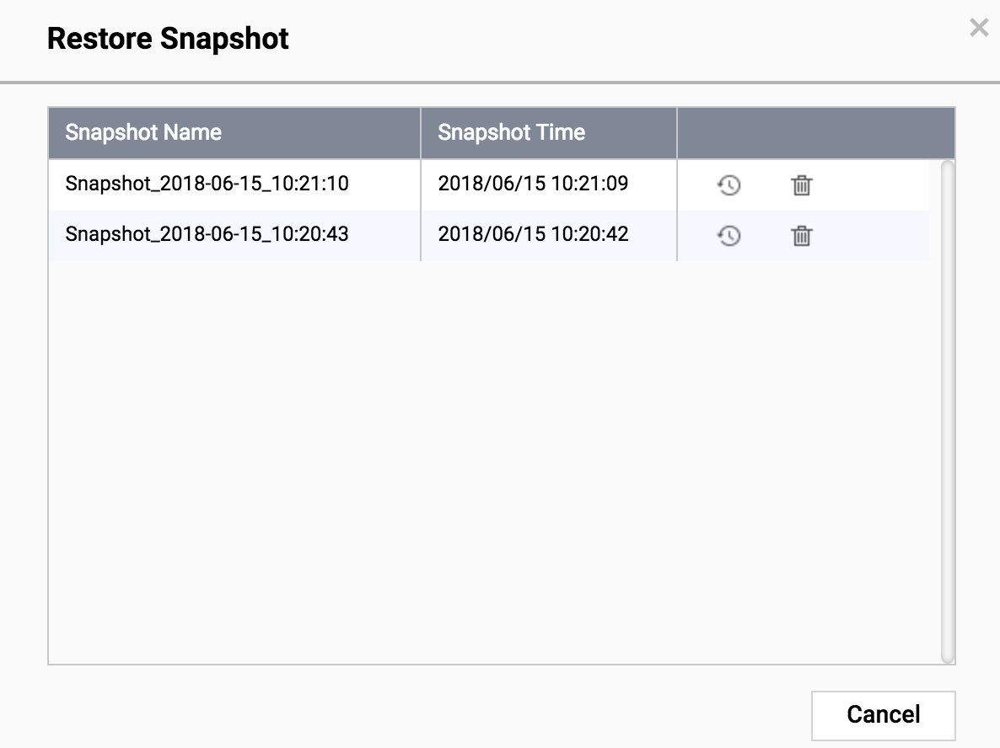 Restore Snapshot
Snapshot Name Snapshot Time
Snapshot_2018-06-15_10:21:10 2018/06/15 10:21:09
Snapshot_2018-06-15_10:20:43 2018/06/15 10:20:42
Cancel